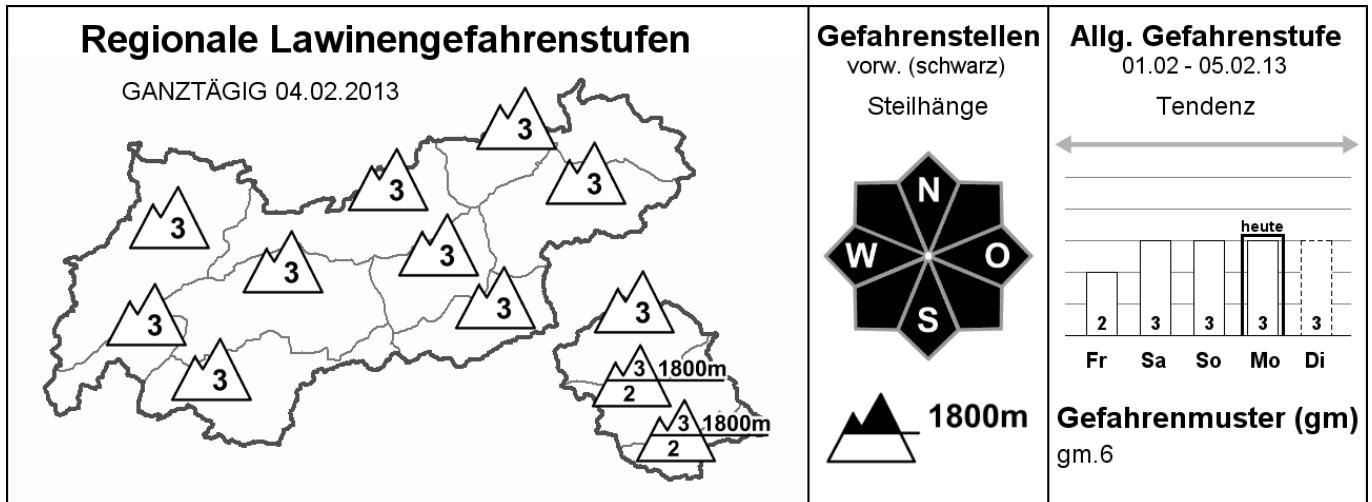 Regionale Lawinengefahrenstufen
GANZTÄGIG 04.02.2013
3
3
3
3
3
3
3
3
3
3
3
3 1800m
2
3 1800m
2
Gefahrenstellen
vorw. (schwarz)
Steilhänge
N
W O
S
1800m
Allg. Gefahrenstufe
01.02 - 05.02.13
Tendenz
heute
2 3 3 3 3
Fr Sa So Mo Di
Gefahrenmuster (gm)
gm.6